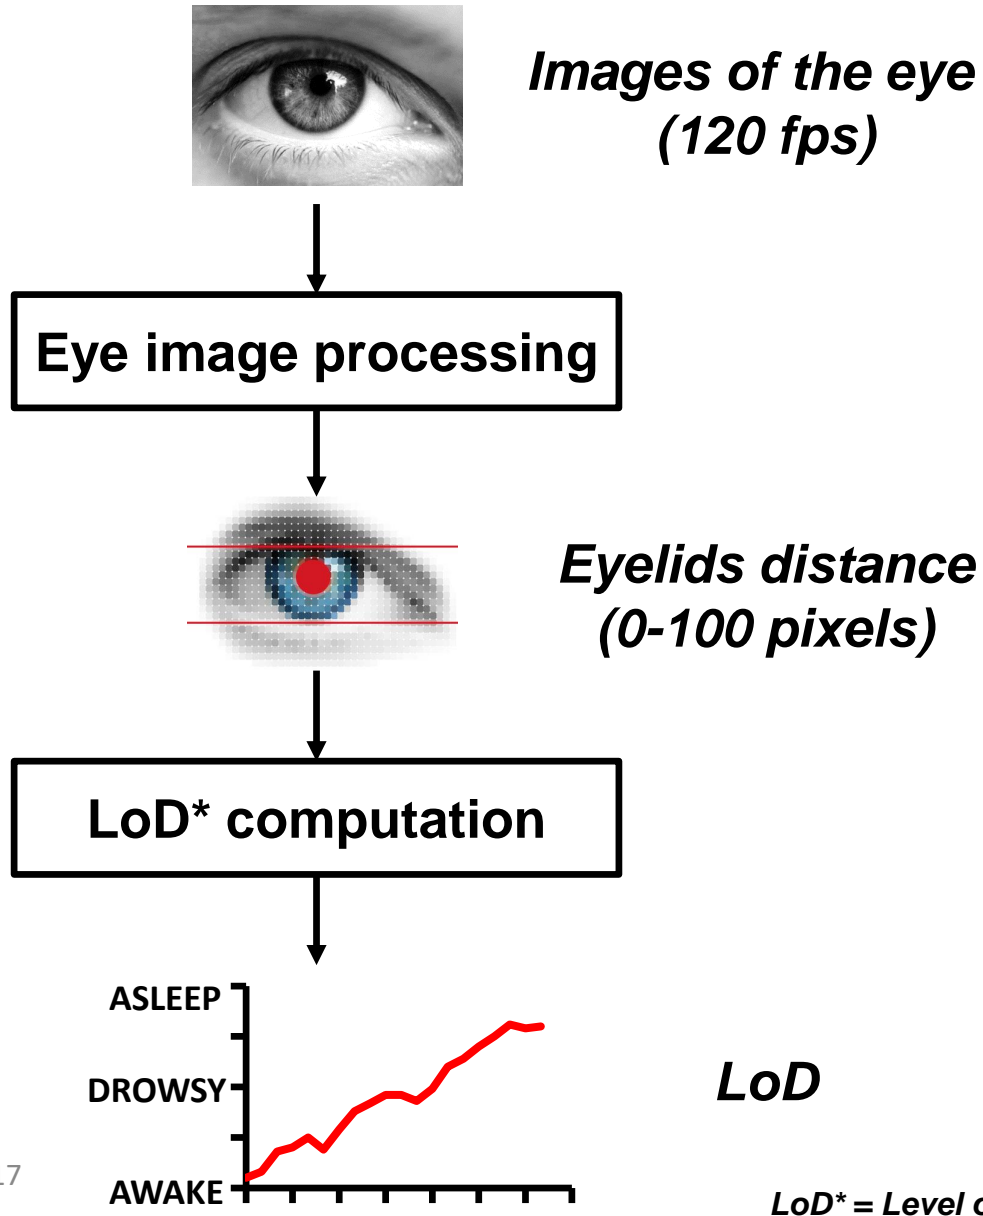 Images of the eye
(120 fps)
Eye image processing
Eyelids distance
(0-100 pixels)
LoD* computation
ASLEEP
DROWSY
LoD
AWAKE
LoD* = Level